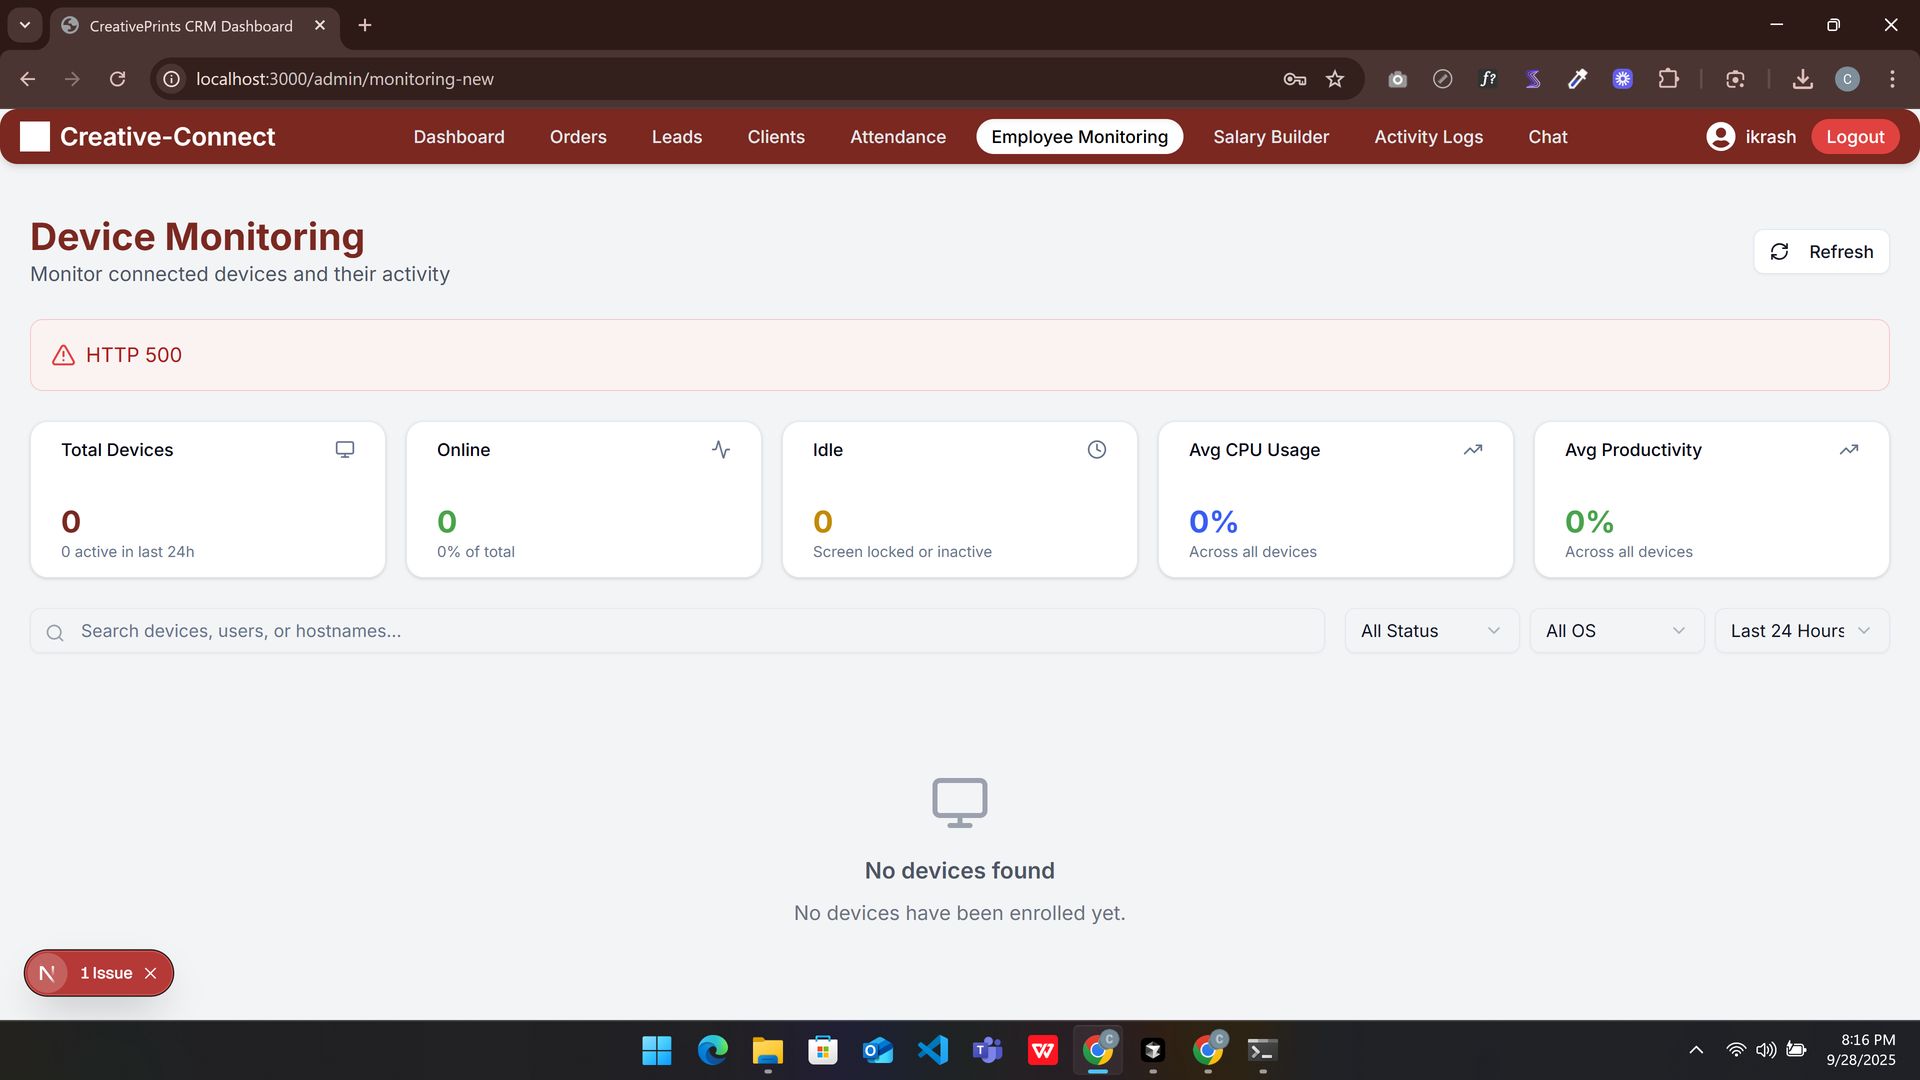 CreativePrints CRM Dashboard
localhost:3000/admin/monitoring-new
f?
C
Creative-Connect
Dashboard
Orders
Leads
Clients
Attendance
Employee Monitoring
Salary Builder
Activity Logs
Chat
ikrash
Logout
Device Monitoring
Monitor connected devices and their activity
Refresh
HTTP 500
Total Devices
0
0 active in last 24h
Online
0
0% of total
Idle
0
Screen locked or inactive
Avg CPU Usage
0%
Across all devices
Avg Productivity
0%
Across all devices
Search devices, users, or hostnames...
All Status
All OS
Last 24 Hours
No devices found
No devices have been enrolled yet.
N
1 Issue
C
C
8:16 PM
9/28/2025